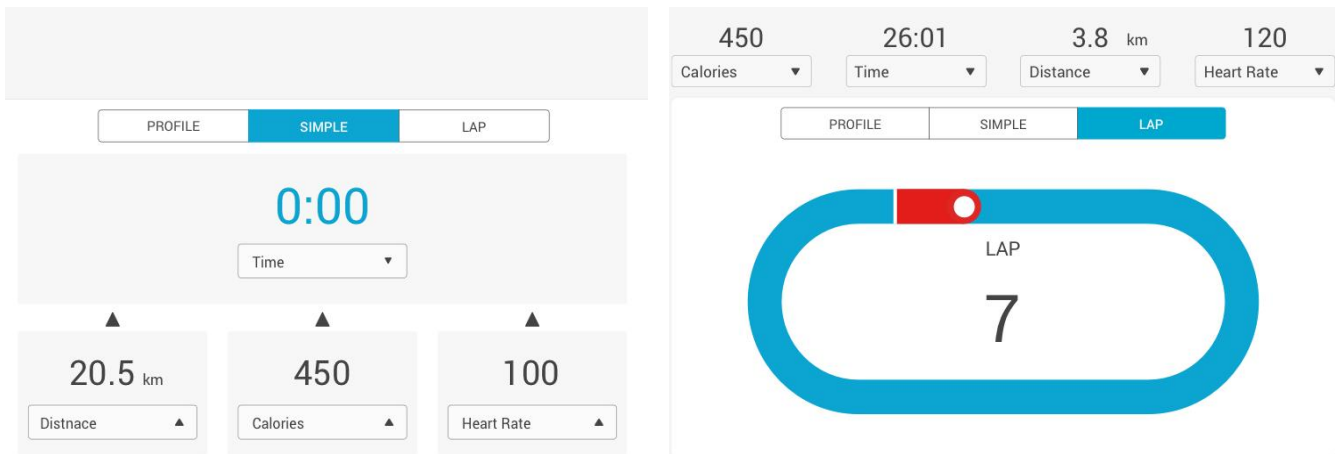 PROFILE SIMPLE LAP
0:00
Time
20.5 km 450 100
Distnace Calories Heart Rate
450 26:01 3.8 km 120
Calories Time Distance Heart Rate
PROFILE SIMPLE LAP
LAP
7